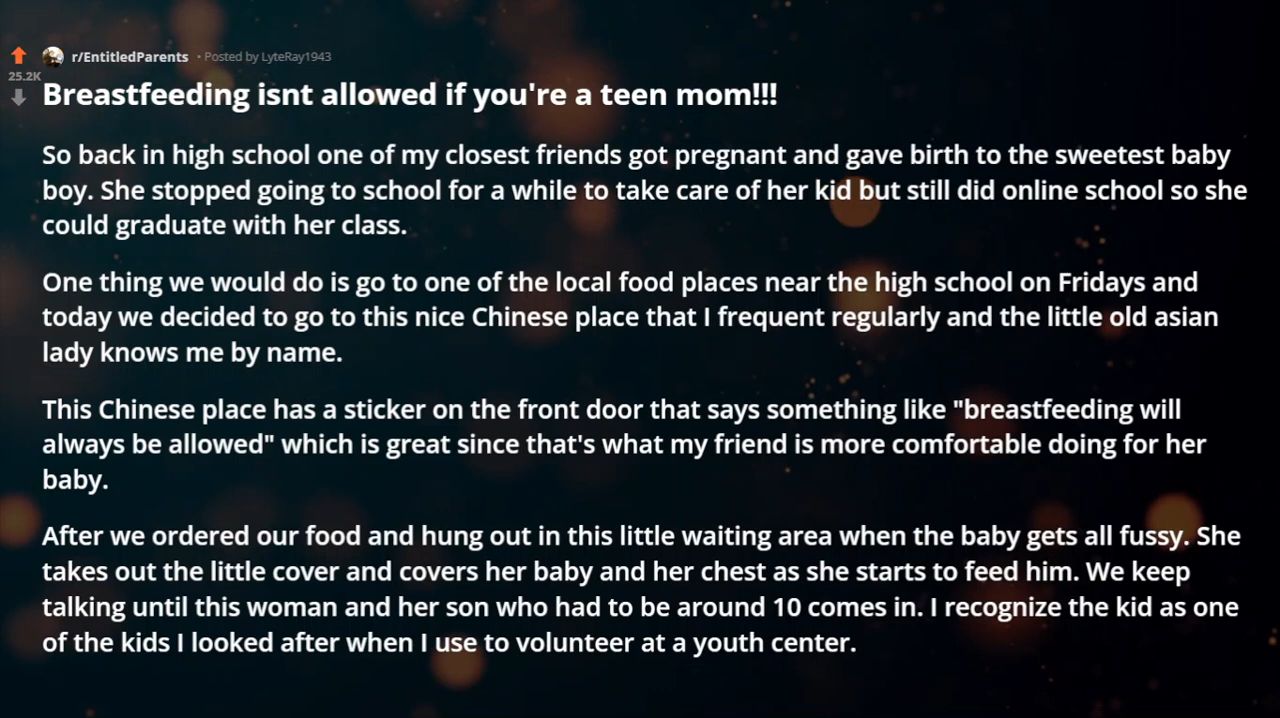 r/EntitledParents • Posted by LyteRay1943
25.2K
Breastfeeding isnt allowed if you're a teen mom!!!
So back in high school one of my closest friends got pregnant and gave birth to the sweetest baby
boy. She stopped going to school for a while to take care of her kid but still did online school so she
could graduate with her class.
One thing we would do is go to one of the local food places near the high school on Fridays and
today we decided to go to this nice Chinese place that I frequent regularly and the little old asian
lady knows me by name.
This Chinese place has a sticker on the front door that says something like "breastfeeding will
always be allowed" which is great since that's what my friend is more comfortable doing for her
baby.
After we ordered our food and hung out in this little waiting area when the baby gets all fussy. She
takes out the little cover and covers her baby and her chest as she starts to feed him. We keep
talking until this woman and her son who had to be around 10 comes in. I recognize the kid as one
of the kids I looked after when I use to volunteer at a youth center.